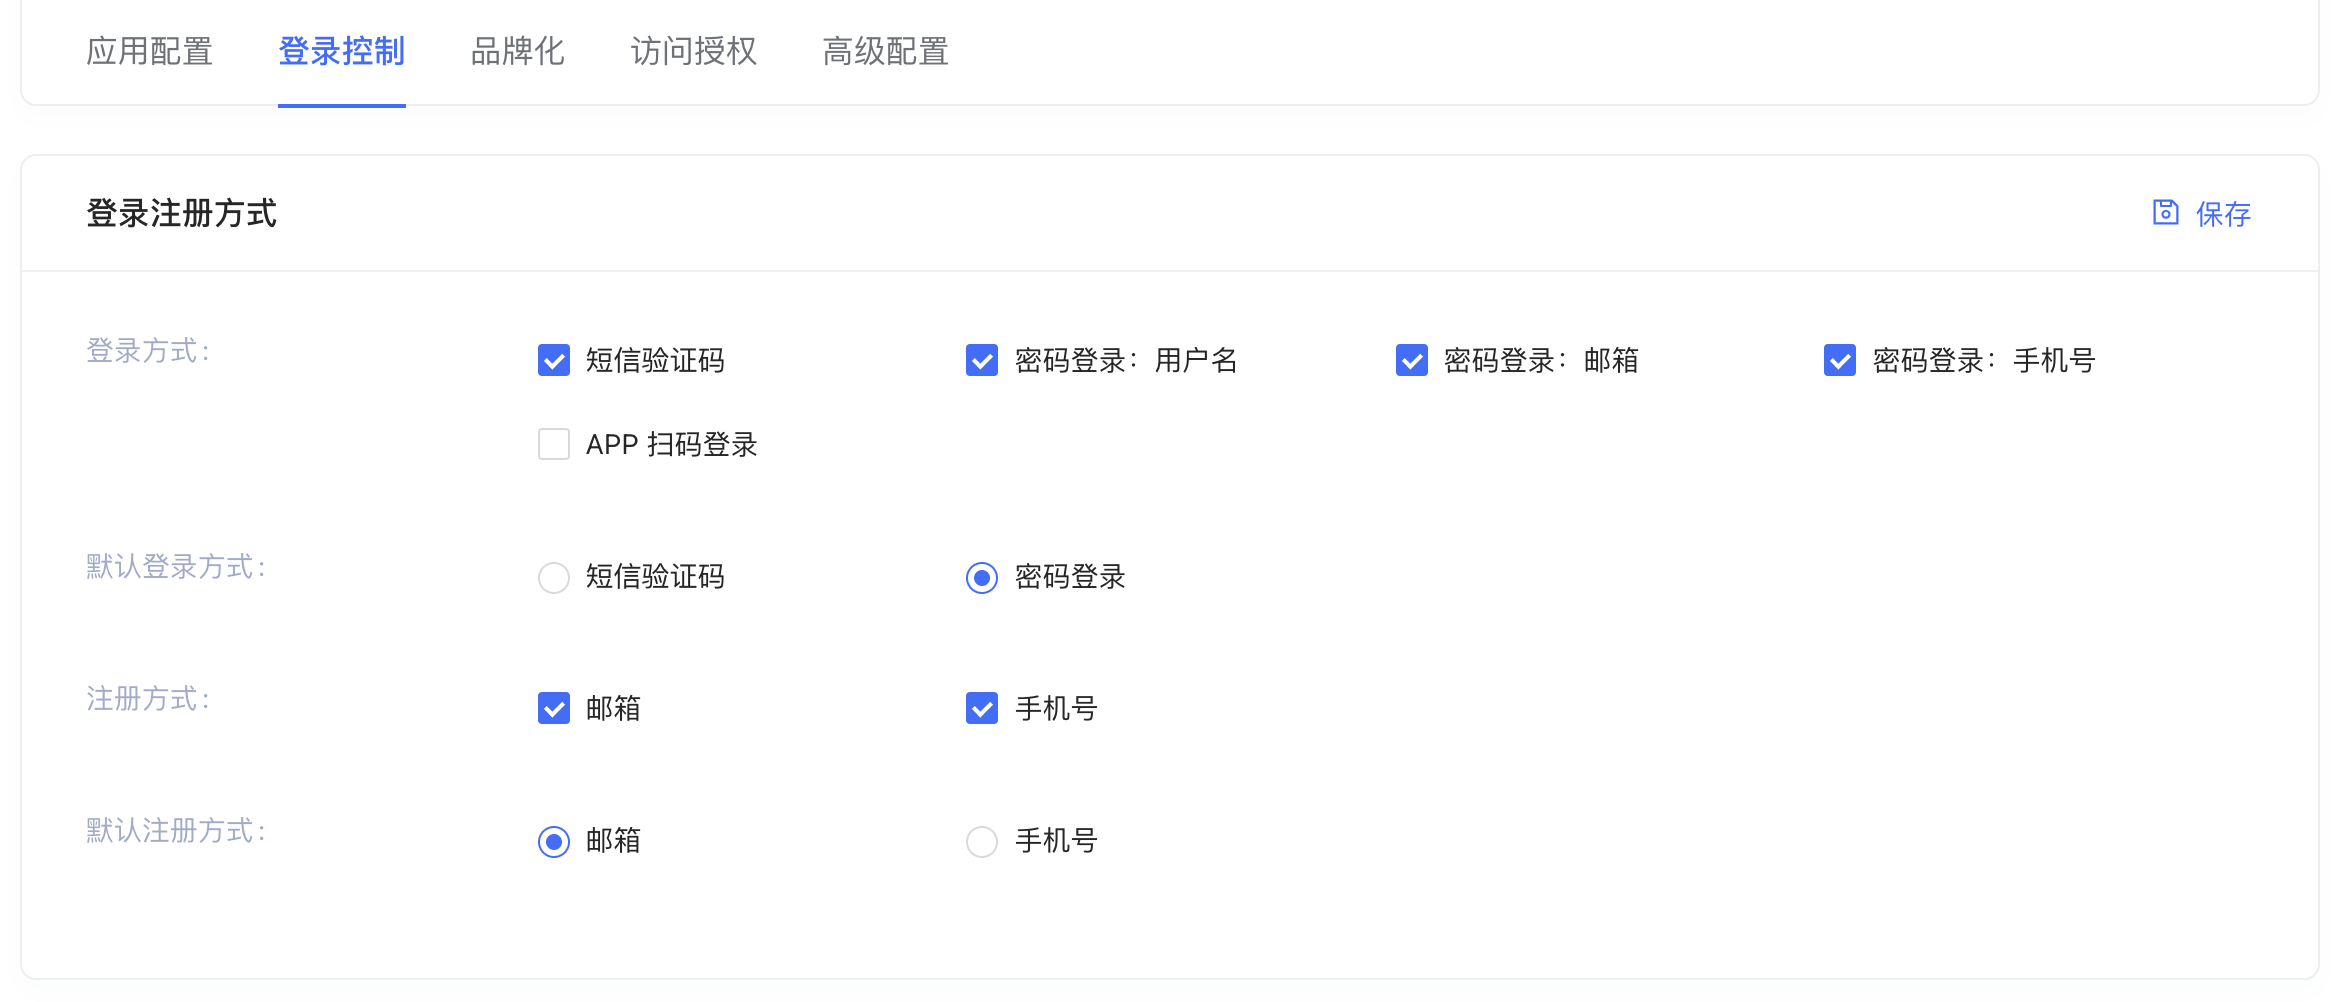 应用配置 登录控制 品牌化 访问授权 高级配置
登录注册方式 保存
登录方式： 短信验证码 密码登录：用户名 密码登录：邮箱 密码登录：手机号
APP 扫码登录
默认登录方式： 短信验证码 密码登录
注册方式： 邮箱 手机号
默认注册方式： 邮箱 手机号